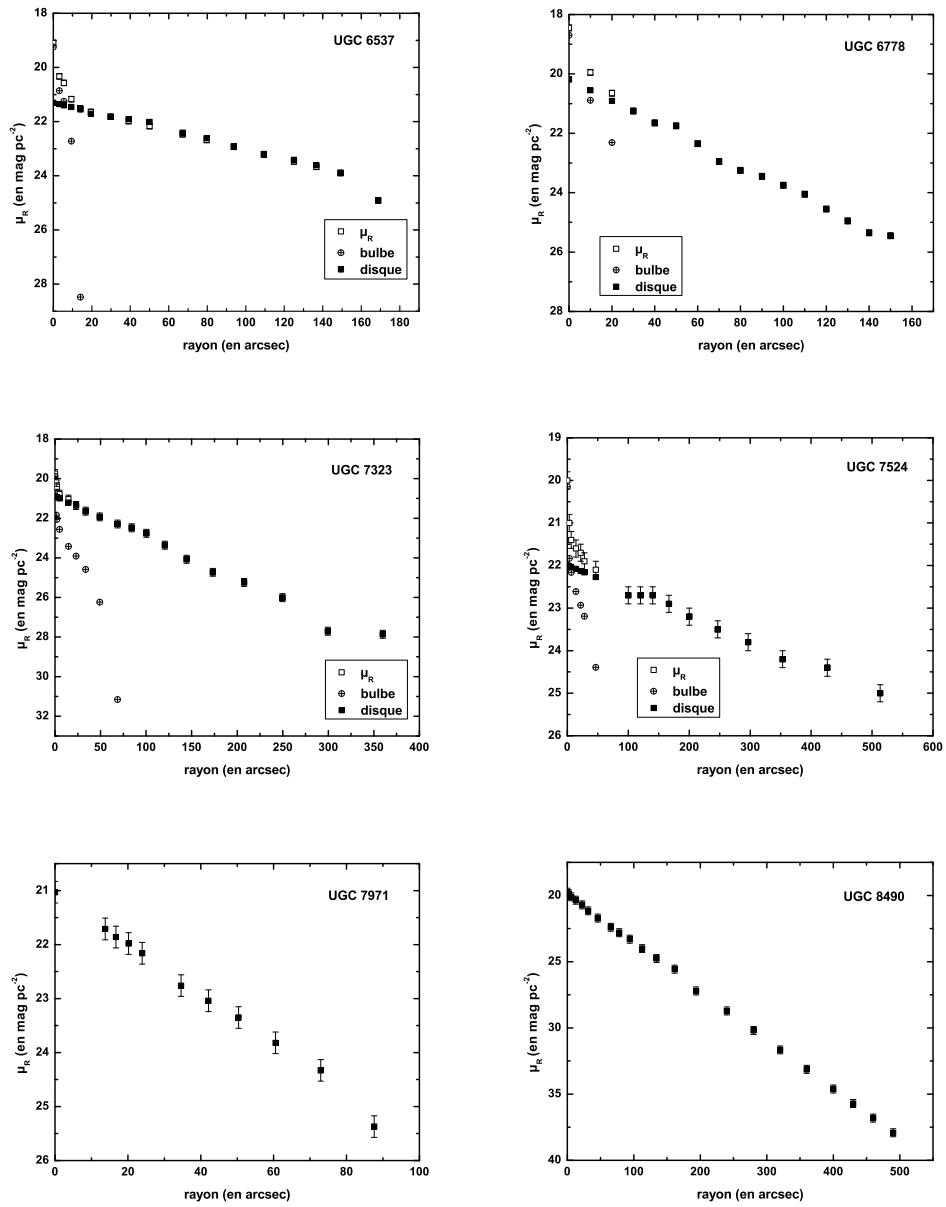 UGC 6537
18
20
22
24
26
28
μR (en mag pc-2)
μR
bulbe
disque
0 20 40 60 80 100 120 140 160 180
rayon (en arcsec)
UGC 6778
18
20
22
24
26
28
μR (en mag pc-2)
μR
bulbe
disque
0 20 40 60 80 100 120 140 160
rayon (en arcsec)
UGC 7323
18
20
22
24
26
28
30
32
μR (en mag pc-2)
μR
bulbe
disque
0 50 100 150 200 250 300 350 400
rayon (en arcsec)
UGC 7524
19
20
21
22
23
24
25
26
μR (en mag pc-2)
μR
bulbe
disque
0 100 200 300 400 500 600
rayon (en arcsec)
UGC 7971
21
22
23
24
25
26
μR (en mag pc-2)
0 20 40 60 80 100
rayon (en arcsec)
UGC 8490
20
25
30
35
40
μR (en mag pc-2)
0 100 200 300 400 500
rayon (en arcsec)